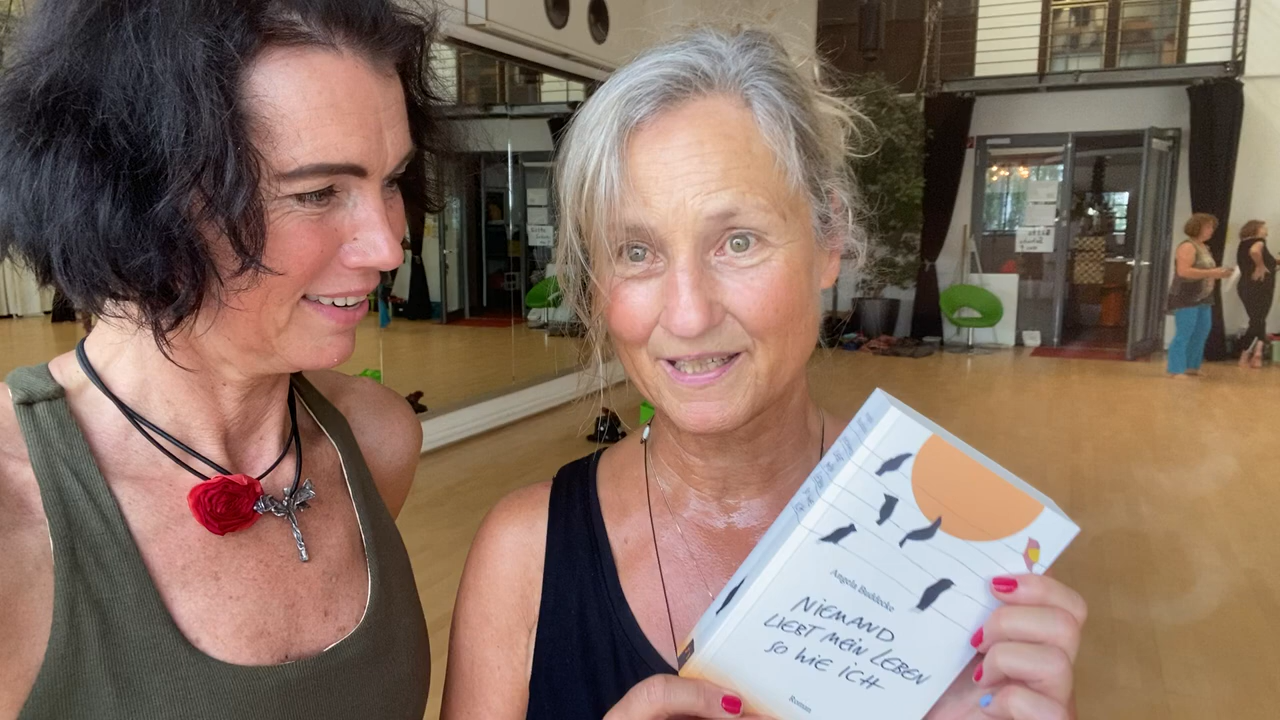 Angela Buddecke
NIEMAND
LIEBT MEIN LEBEN
SO WIE ICH
Roman